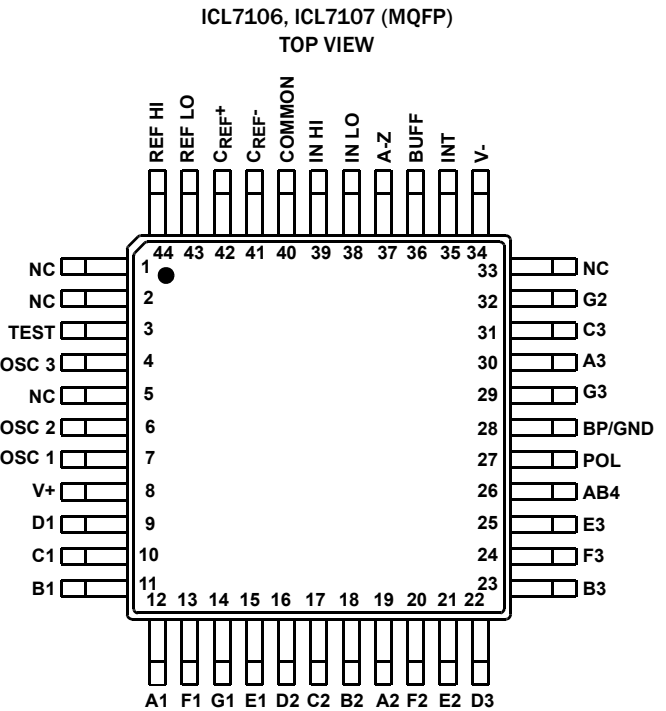 ICL7106, ICL7107 (MQFP)
TOP VIEW
REF HI
REF LO
CREF+
CREF-
COMMON
IN HI
IN LO
A-Z
BUFF
INT
V-
44 43 42 41 40 39 38 37 36 35 34
NC 1
NC 2
TEST 3
OSC 3 4
NC 5
OSC 2 6
OSC 1 7
V+ 8
D1 9
C1 10
B1 11
33 NC
32 G2
31 C3
30 A3
29 G3
28 BP/GND
27 POL
26 AB4
25 E3
24 F3
23 B3
12 13 14 15 16 17 18 19 20 21 22
A1 F1 G1 E1 D2 C2 B2 A2 F2 E2 D3